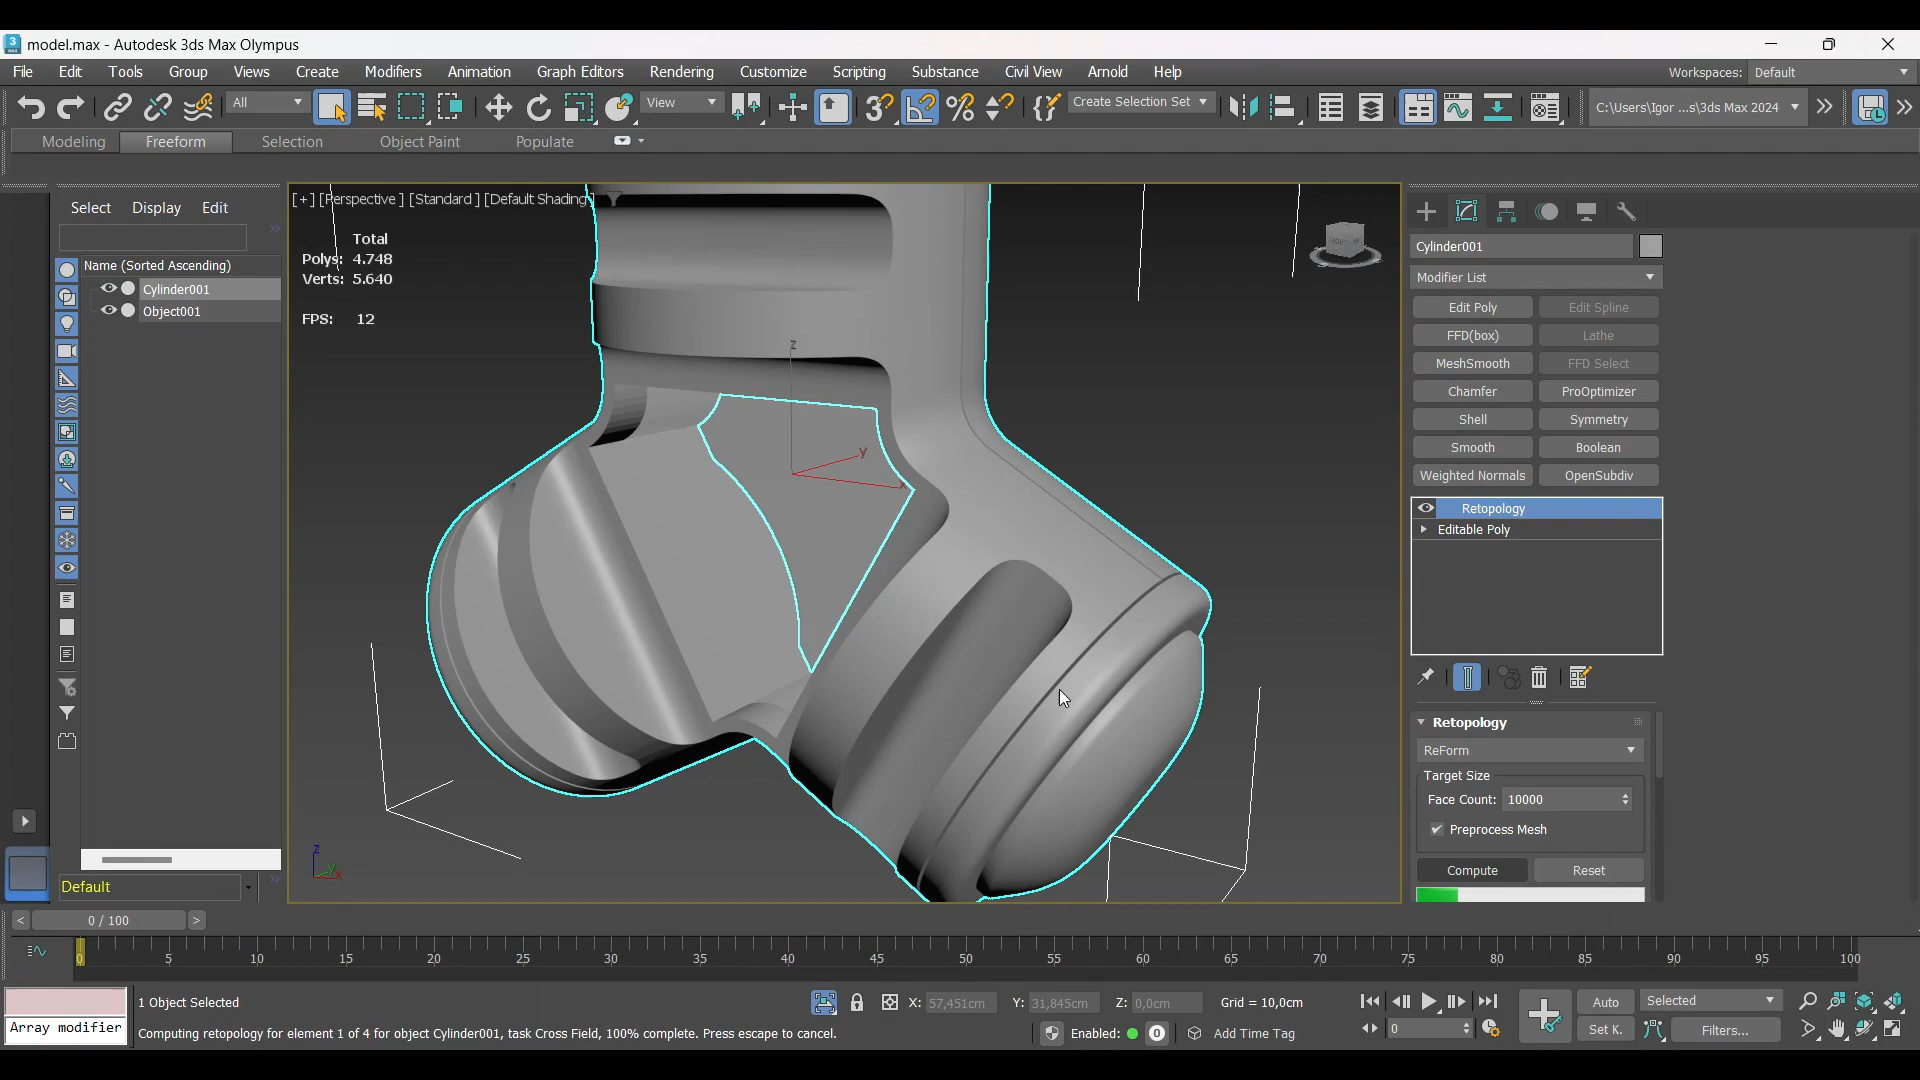 model.max - Autodesk 3ds Max Olympus
File Edit Tools Group Views Create Modifiers Animation Graph Editors Rendering Customize Scripting Substance Civil View Arnold Help
Workspaces: Default
All
View
Create Selection Set
C:\Users\Igor ...s\3ds Max 2024
Modeling Freeform Selection Object Paint Populate
Select Display Edit
Name (Sorted Ascending)
Cylinder001
Object001
Default
[+] [Perspective ] [Standard ] [Default Shading
Total
Polys: 4.748
Verts: 5.640
FPS: 12
z
y
x
z
y
x
Cylinder001
Modifier List
Edit Poly Edit Spline
FFD(box) Lathe
MeshSmooth FFD Select
Chamfer ProOptimizer
Shell Symmetry
Smooth Boolean
Weighted Normals OpenSubdiv
Retopology
Editable Poly
Retopology
ReForm
Target Size
Face Count: 10000
Preprocess Mesh
Compute Reset
< 0 / 100 >
0 5 10 15 20 25 30 35 40 45 50 55 60 65 70 75 80 85 90 95 100
1 Object Selected
X: 57,451cm Y: 31,845cm Z: 0,0cm Grid = 10,0cm
Auto Selected
Array modifier
Computing retopology for element 1 of 4 for object Cylinder001, task Cross Field, 100% complete. Press escape to cancel.
Enabled: 0 Add Time Tag
0
Set K. Filters...